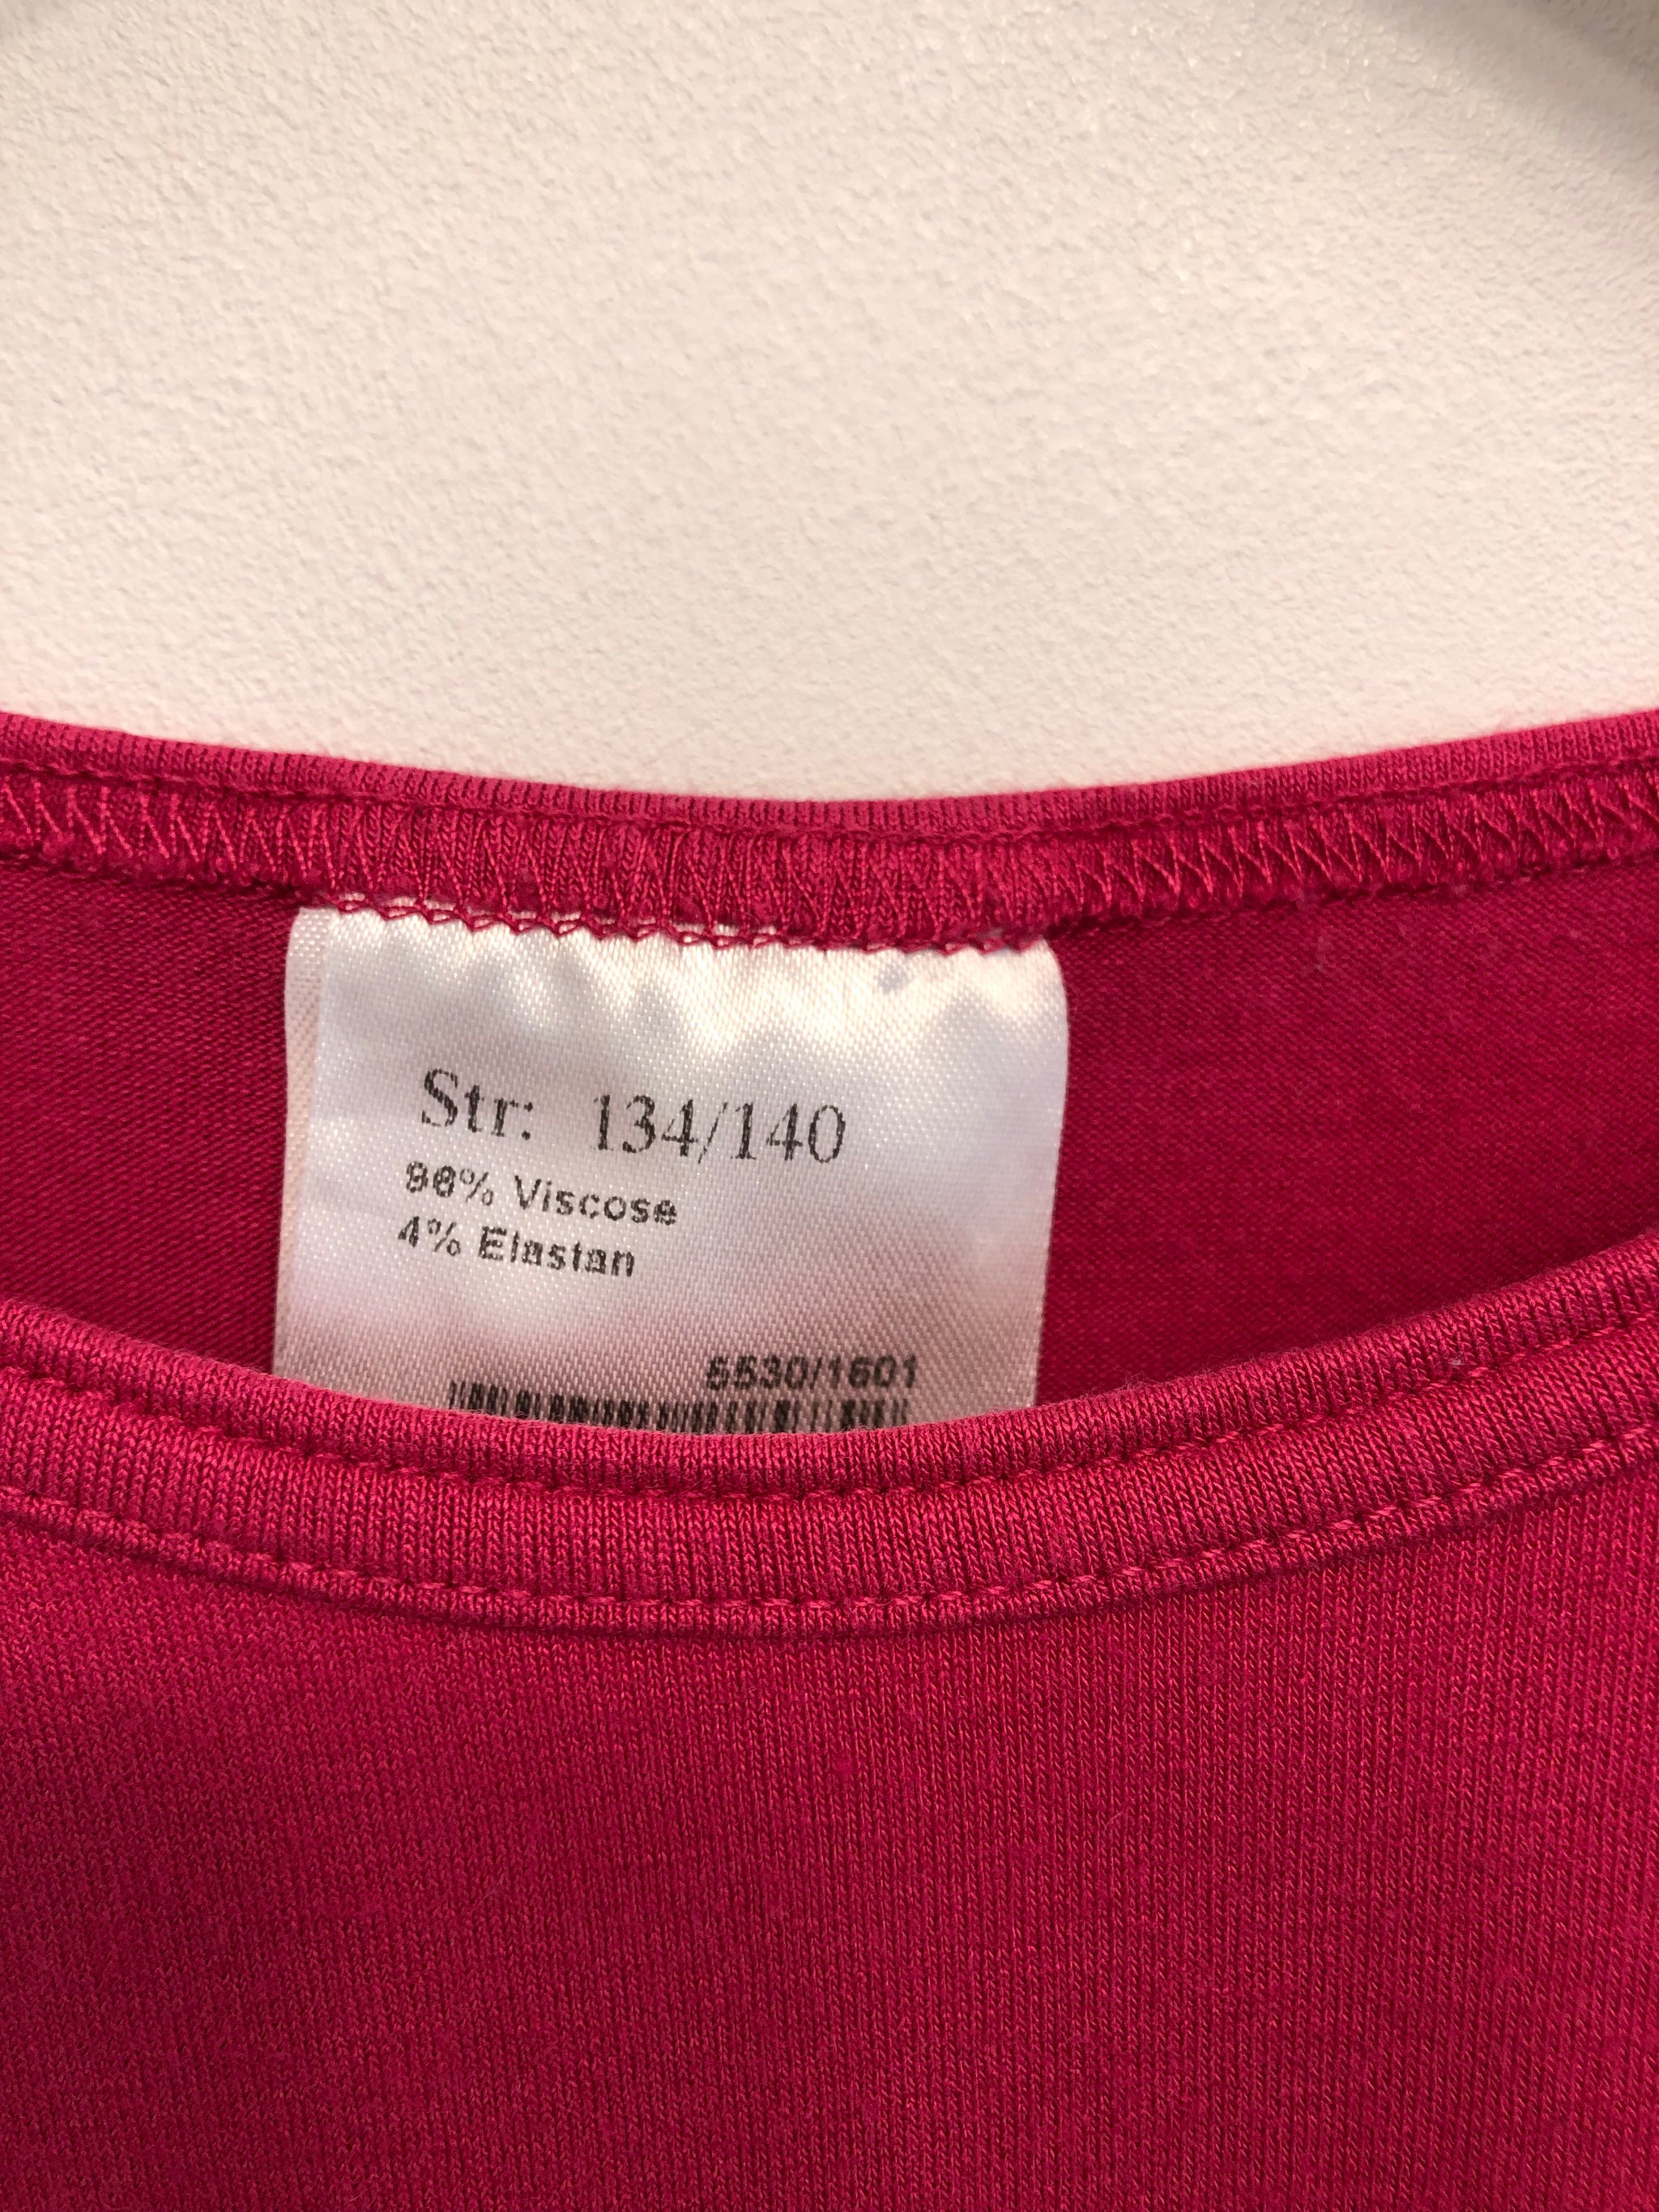 Str: 134/140
96% Viscose
4% Elastan
5530/1601